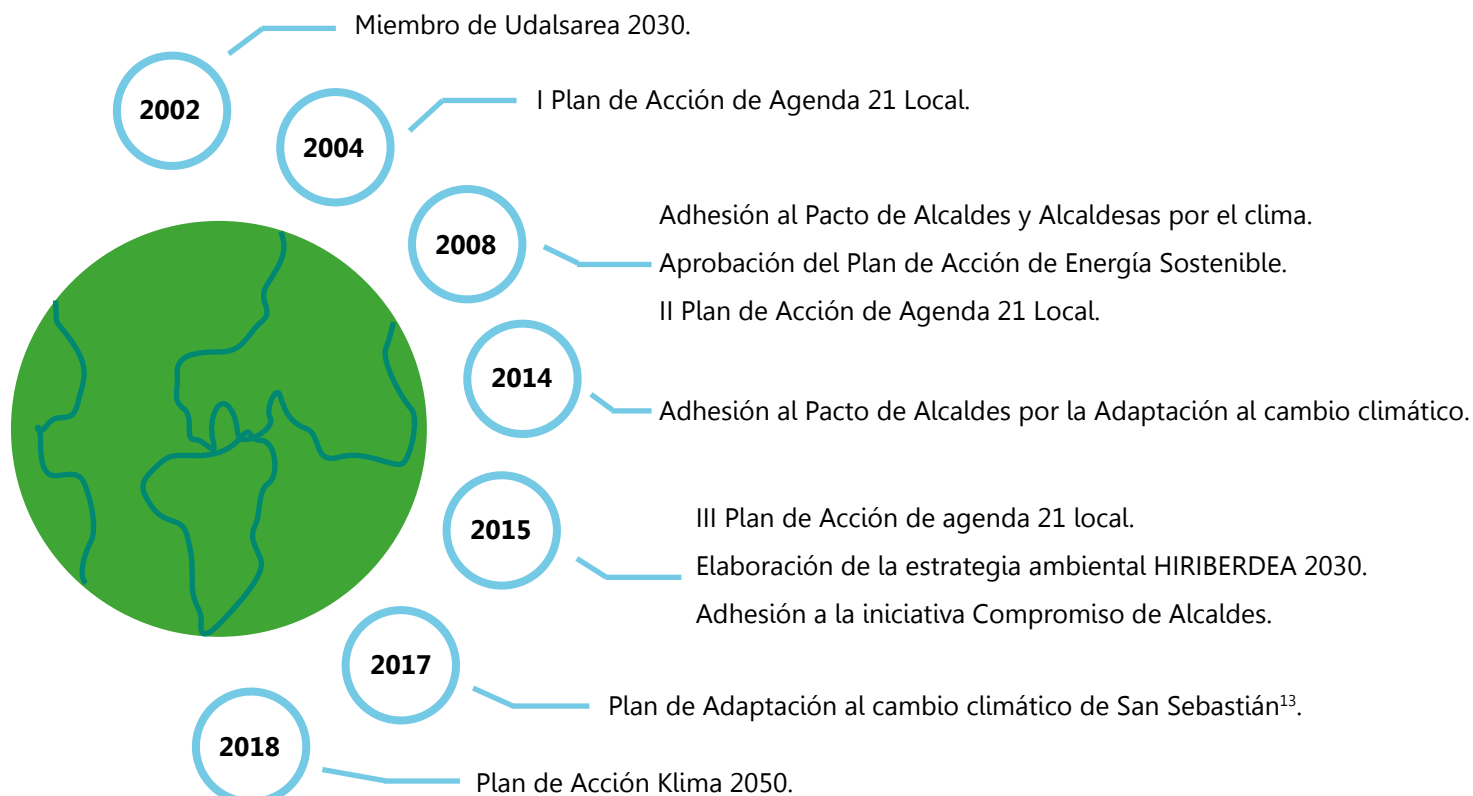 2002
Miembro de Udalsarea 2030.
2004
I Plan de Acción de Agenda 21 Local.
2008
Adhesión al Pacto de Alcaldes y Alcaldesas por el clima.
Aprobación del Plan de Acción de Energía Sostenible.
II Plan de Acción de Agenda 21 Local.
2014
Adhesión al Pacto de Alcaldes por la Adaptación al cambio climático.
2015
III Plan de Acción de agenda 21 local.
Elaboración de la estrategia ambiental HIRIBERDEA 2030.
Adhesión a la iniciativa Compromiso de Alcaldes.
2017
Plan de Adaptación al cambio climático de San Sebastián¹³.
2018
Plan de Acción Klima 2050.